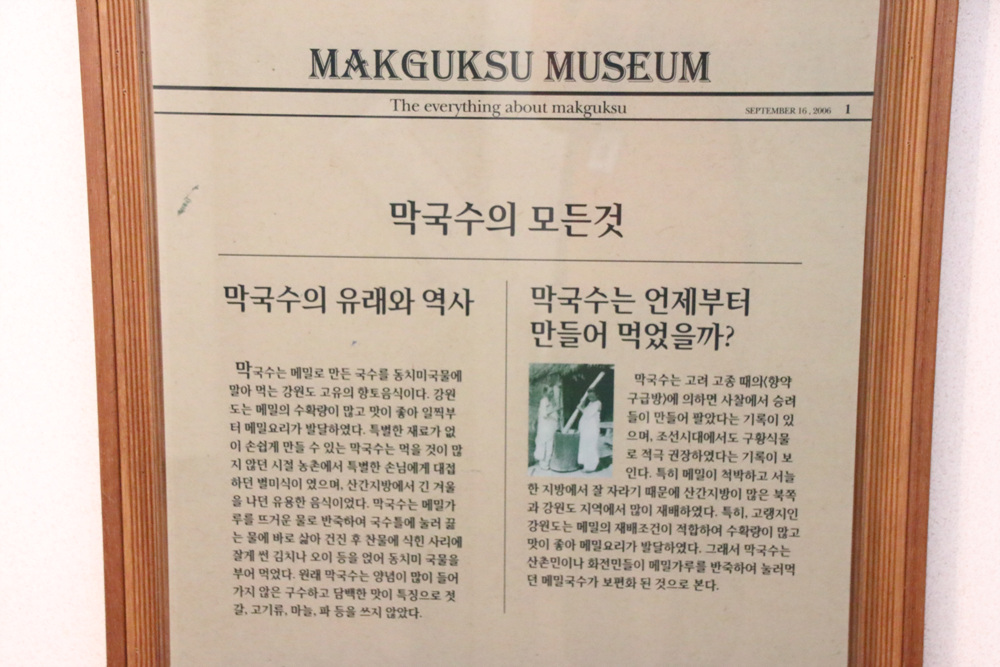 MAKGUKSU MUSEUM
The everything about makguksu
SEPTEMBER 16 , 2006 1
막국수의 모든것
막국수의 유래와 역사
막국수는 메밀로 만든 국수를 동치미국물에
말아 먹는 강원도 고유의 향토음식이다. 강원
도는 메밀의 수확량이 많고 맛이 좋아 일찍부
터 메밀요리가 발달하였다. 특별한 재료가 없
이 손쉽게 만들 수 있는 막국수는 먹을 것이 많
지 않던 시절 농촌에서 특별한 손님에게 대접
하던 별미식이 였으며, 산간지방에서 긴 겨울
을 나던 유용한 음식이었다. 막국수는 메밀가
루를 뜨거운 물로 반죽하여 국수틀에 눌러 끓
는 물에 바로 삶아 건진 후 찬물에 식힌 사리에
잘게 썬 김치나 오이 등을 얹어 동치미 국물을
부어 먹었다. 원래 막국수는 양념이 많이 들어
가지 않은 구수하고 담백한 맛이 특징으로 젓
갈, 고기류, 마늘, 파 등을 쓰지 않았다.
막국수는 언제부터
만들어 먹었을까?
막국수는 고려 고종 때의(향약
구급방)에 의하면 사찰에서 승려
들이 만들어 팔았다는 기록이 있
으며, 조선시대에서도 구황식물
로 적극 권장하였다는 기록이 보
인다. 특히 메밀이 척박하고 서늘
한 지방에서 잘 자라기 때문에 산간지방이 많은 북쪽
과 강원도 지역에서 많이 재배하였다. 특히, 고랭지인
강원도는 메밀의 재배조건이 적합하여 수확량이 많고
맛이 좋아 메밀요리가 발달하였다. 그래서 막국수는
산촌민이나 화전민들이 메밀가루를 반죽하여 눌러먹
던 메밀국수가 보편화 된 것으로 본다.